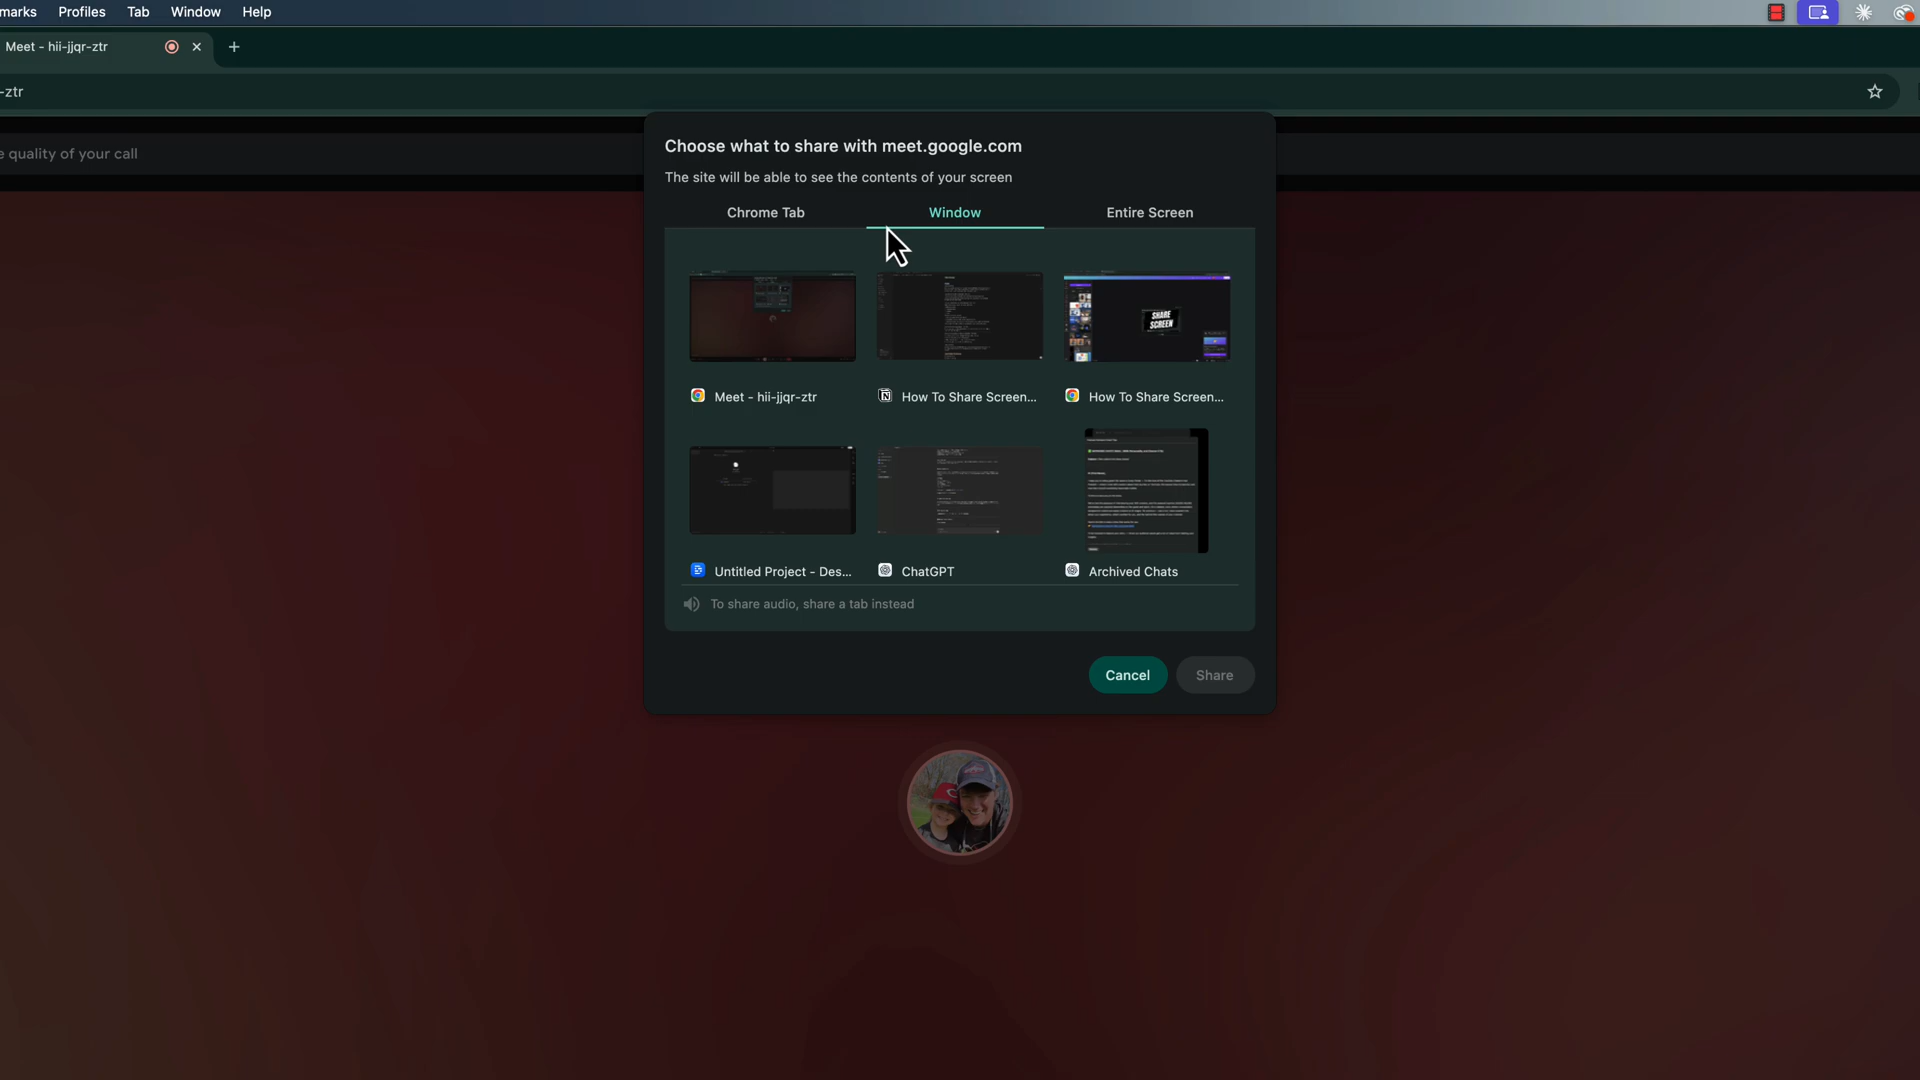 marks Profiles Tab Window Help
Meet - hii-jjqr-ztr
-ztr
e quality of your call
Choose what to share with meet.google.com
The site will be able to see the contents of your screen
Chrome Tab Window Entire Screen
SHARE
SCREEN
Meet - hii-jjqr-ztr How To Share Screen... How To Share Screen...
Untitled Project - Des... ChatGPT Archived Chats
To share audio, share a tab instead
Cancel Share